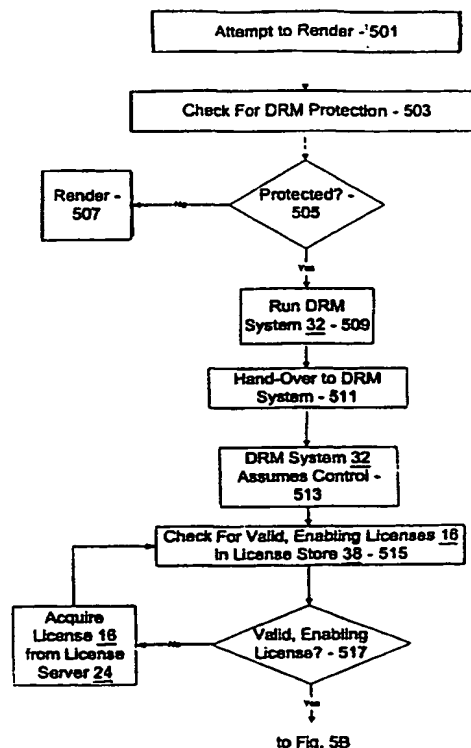 Attempt to Render - 501
Check For DRM Protection - 503
Protected? -
505
Render -
507
No
Yes
Run DRM
System 32 - 509
Hand-Over to DRM
System - 511
DRM System 32
Assumes Control -
513
Check For Valid, Enabling Licenses 16
In License Store 38 - 515
Acquire
License 16
from License
Server 24
No
Valid, Enabling
License? - 517
Yes
to Fig. 5B